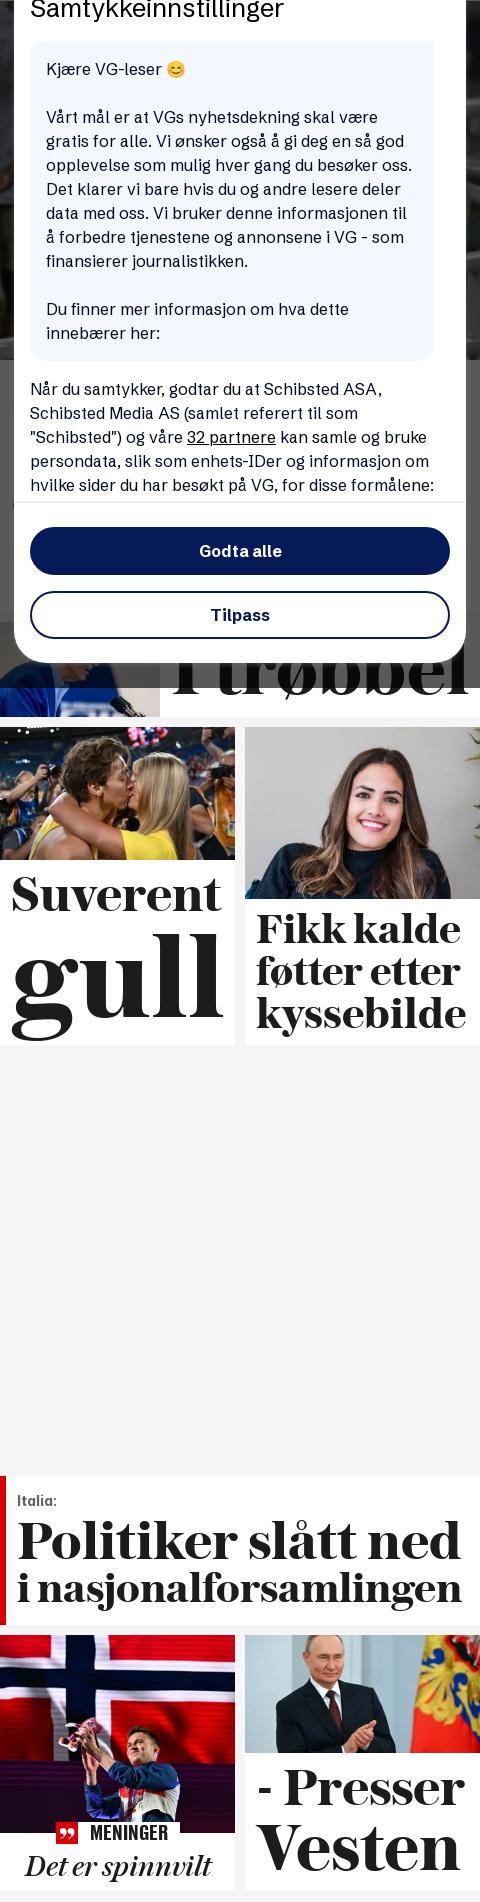 Samtykkeinnstillinger
Kjære VG-leser 😊
Vårt mål er at VGs nyhetsdekning skal være
gratis for alle. Vi ønsker også å gi deg en så god
opplevelse som mulig hver gang du besøker oss.
Det klarer vi bare hvis du og andre lesere deler
data med oss. Vi bruker denne informasjonen til
å forbedre tjenestene og annonsene i VG - som
finansierer journalistikken.
Du finner mer informasjon om hva dette
innebærer her:
Når du samtykker, godtar du at Schibsted ASA,
Schibsted Media AS (samlet referert til som
"Schibsted") og våre 32 partnere kan samle og bruke
persondata, slik som enhets-IDer og informasjon om
hvilke sider du har besøkt på VG, for disse formålene:
Godta alle
Tilpass
I trøbbel
Suverent
gull
Fikk kalde
føtter etter
kyssebilde
Italia:
Politiker slått ned
i nasjonalforsamlingen
MENINGER
Det er spinnvilt
- Presser
Vesten